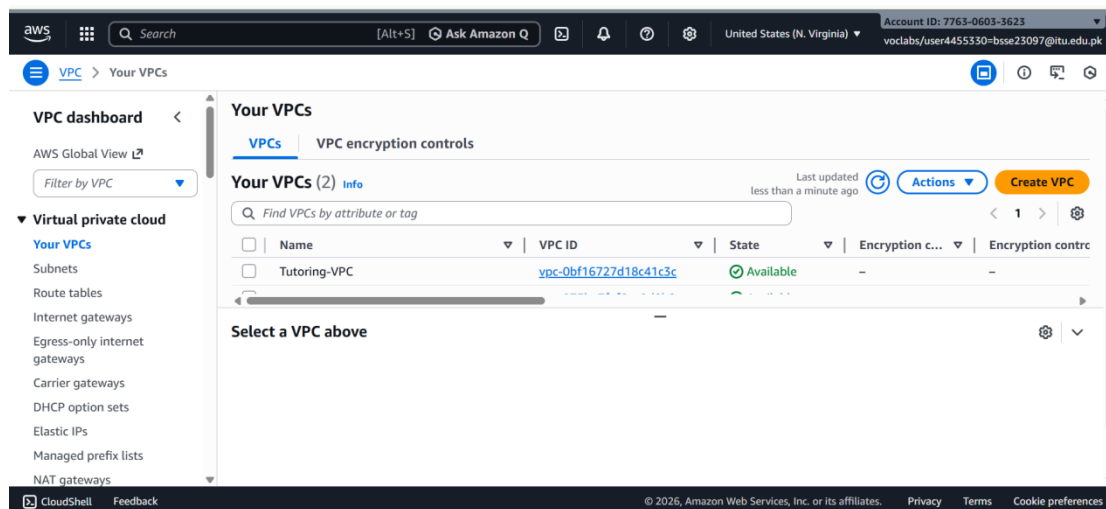 aws Search [Alt+S] Ask Amazon Q United States (N. Virginia) Account ID: 7763-0603-3623
voclabs/user4455330=bsse23097@itu.edu.pk
VPC > Your VPCs
VPC dashboard
AWS Global View
Filter by VPC
Virtual private cloud
Your VPCs
Subnets
Route tables
Internet gateways
Egress-only internet
gateways
Carrier gateways
DHCP option sets
Elastic IPs
Managed prefix lists
NAT gateways
Your VPCs
VPCs VPC encryption controls
Your VPCs (2) Info
Last updated
less than a minute ago
Actions Create VPC
Find VPCs by attribute or tag
1
Name VPC ID State Encryption c... Encryption contro
Tutoring-VPC vpc-0bf16727d18c41c3c Available – –
Select a VPC above
CloudShell Feedback © 2026, Amazon Web Services, Inc. or its affiliates. Privacy Terms Cookie preferences